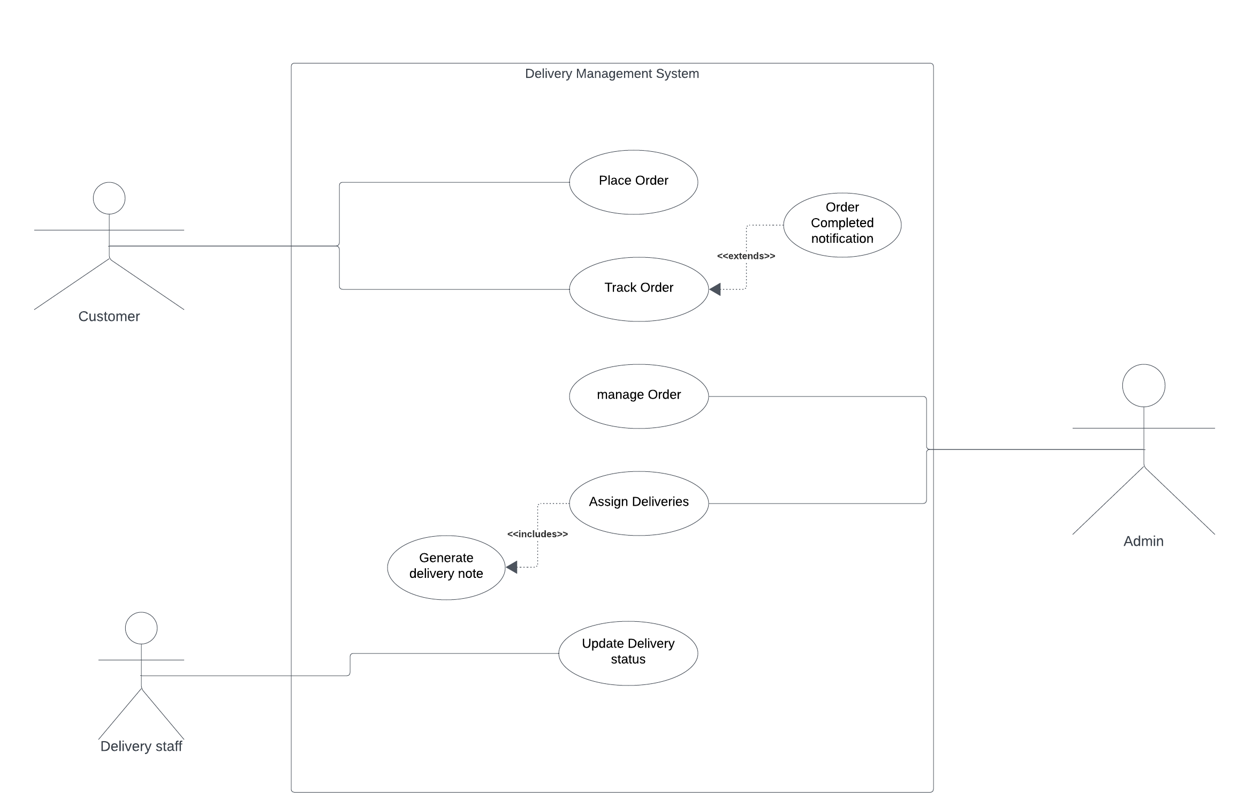 Delivery Management System
Place Order
Order
Completed
notification
<<extends>>
Track Order
Customer
manage Order
Assign Deliveries
<<includes>>
Admin
Generate
delivery note
Update Delivery
status
Delivery staff